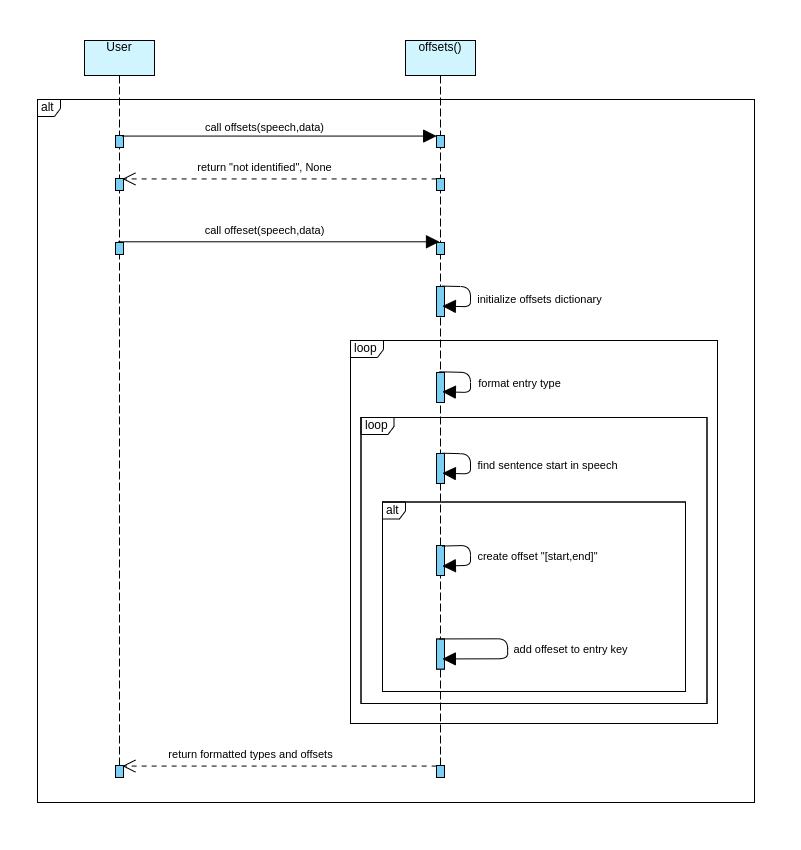 User
offsets()
alt
call offsets(speech,data)
return "not identified", None
call offeset(speech,data)
initialize offsets dictionary
loop
format entry type
loop
find sentence start in speech
alt
create offset "[start,end]"
add offeset to entry key
return formatted types and offsets